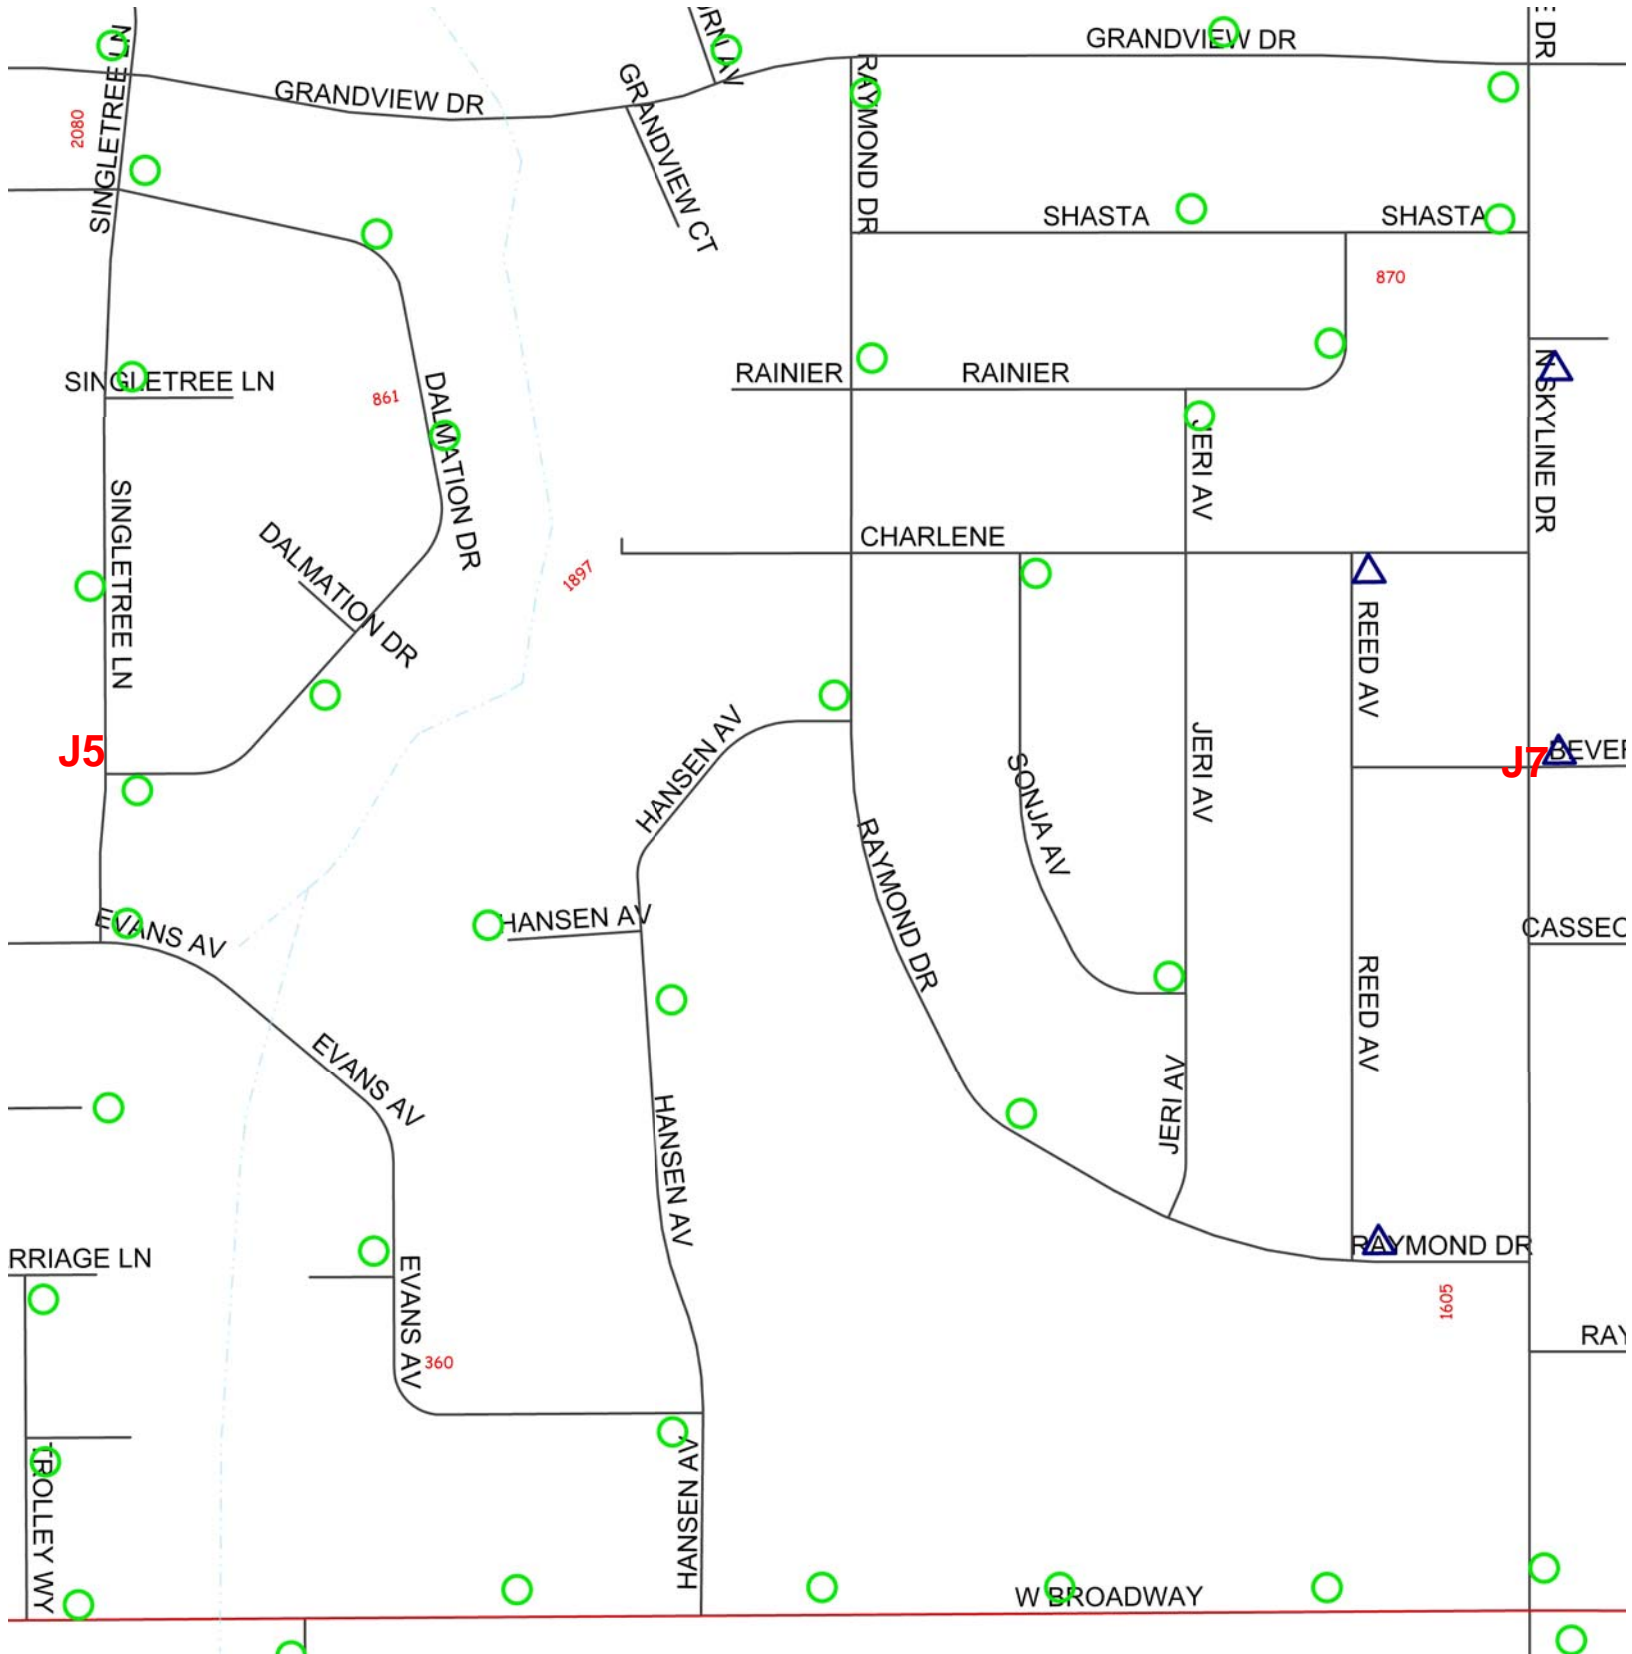 GRANDVIEW DR
E DR
SINGLETREE LN
GRANDVIEW DR
RAYMOND DR
GRANDVIEW CT
2080
SHASTA
SHASTA
870
RAINIER
RAINIER
SINGLETREE LN
861
DALMATION DR
JERI AV
N SKYLINE DR
CHARLENE
SINGLETREE LN
DALMATION DR
1897
REED AV
HANSEN AV
J5
JERI AV
J7
BEVER
SONJA AV
RAYMOND DR
EVANS AV
HANSEN AV
CASSEC
REED AV
EVANS AV
JERI AV
HANSEN AV
RRIAGE LN
RAYMOND DR
EVANS AV
1605
RAY
360
HANSEN AV
TROLLEY WY
W BROADWAY